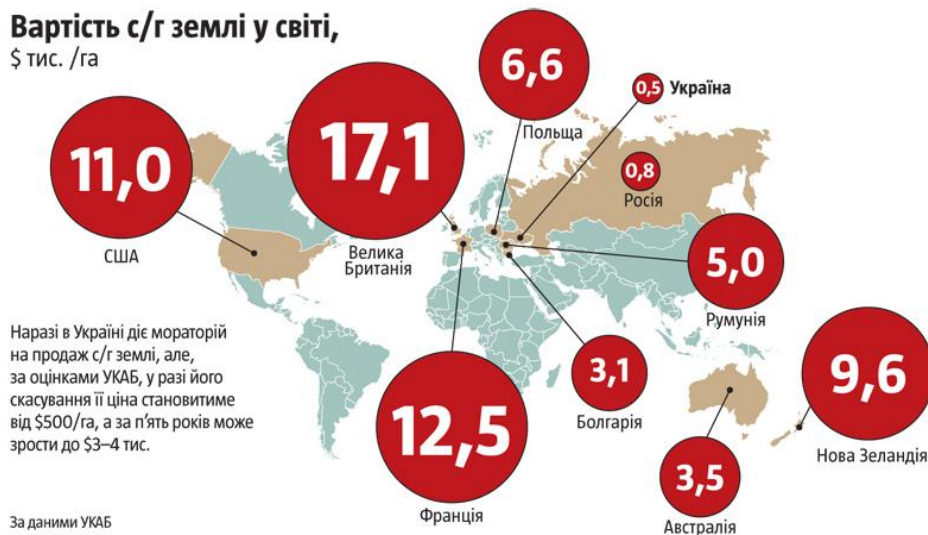 Вартість с/г землі у світі,
$ тис. /га
11,0
США
17,1
Велика
Британія
6,6
Польща
0,5 Україна
0,8
Росія
5,0
Румунія
3,1
Болгарія
12,5
Франція
3,5
Австралія
9,6
Нова Зеландія
Наразі в Україні діє мораторій
на продаж с/г землі, але,
за оцінками УКАБ, у разі його
скасування її ціна становитиме
від $500/га, а за п’ять років може
зрости до $3–4 тис.
За даними УКАБ